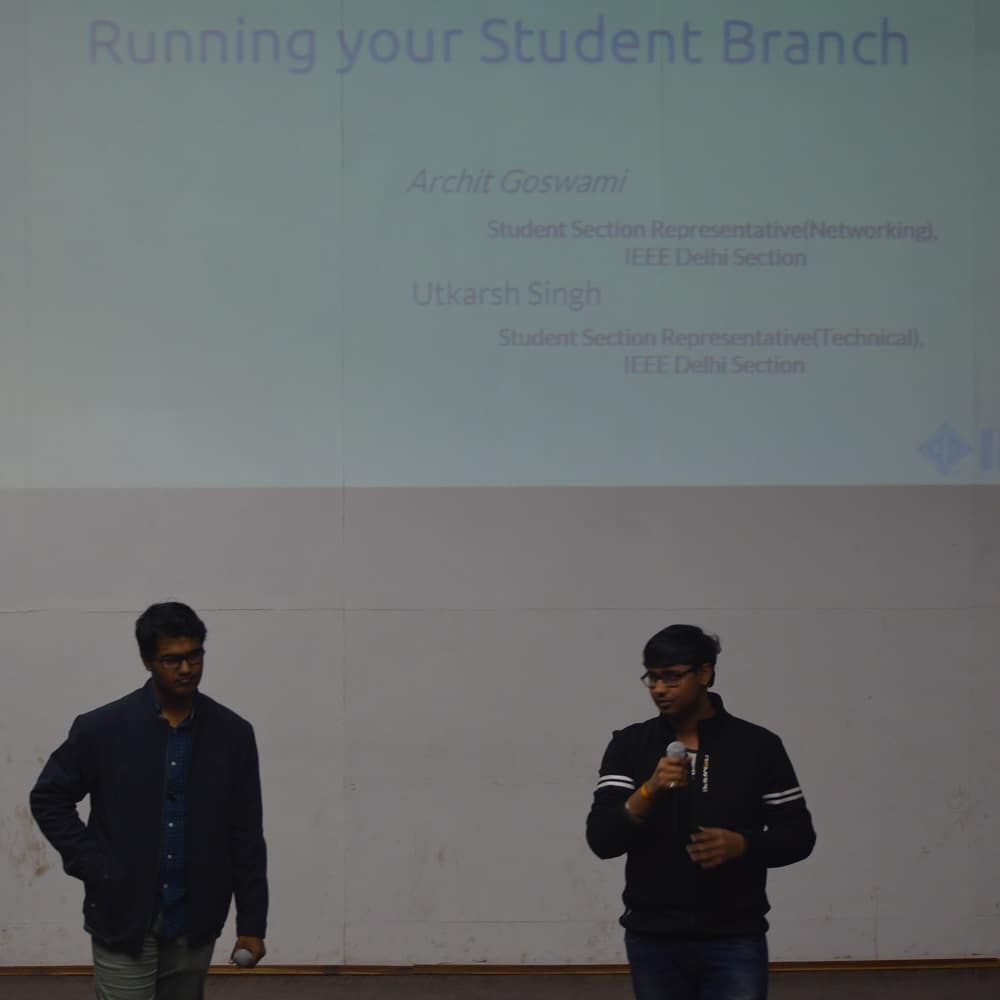 Running your Student Branch
Archit Goswami
Student Section Representative(Networking),
IEEE Delhi Section
Utkarsh Singh
Student Section Representative(Technical),
IEEE Delhi Section